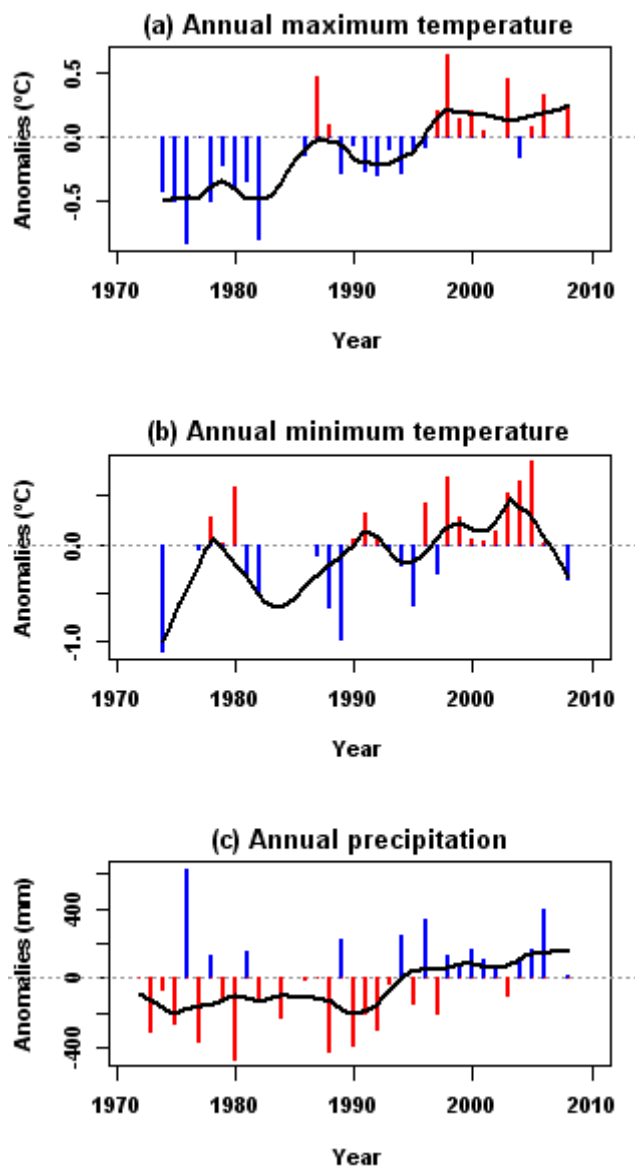 (a) Annual maximum temperature
Anomalies (°C)
0.5
0.0
-0.5
1970 1980 1990 2000 2010
Year
(b) Annual minimum temperature
Anomalies (°C)
0.0
-1.0
1970 1980 1990 2000 2010
Year
(c) Annual precipitation
Anomalies (mm)
400
0
-400
1970 1980 1990 2000 2010
Year